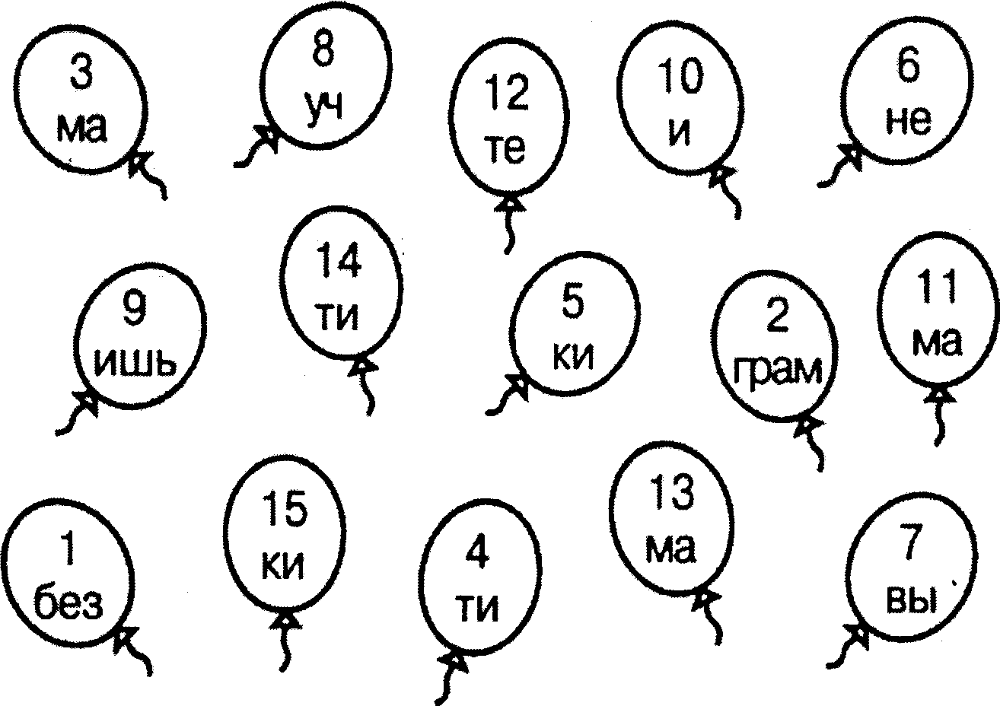 3
ма
8
уч
12
те
10
и
6
не
9
ишь
14
ти
5
ки
2
грам
11
ма
1
без
15
ки
4
ти
13
ма
7
вы